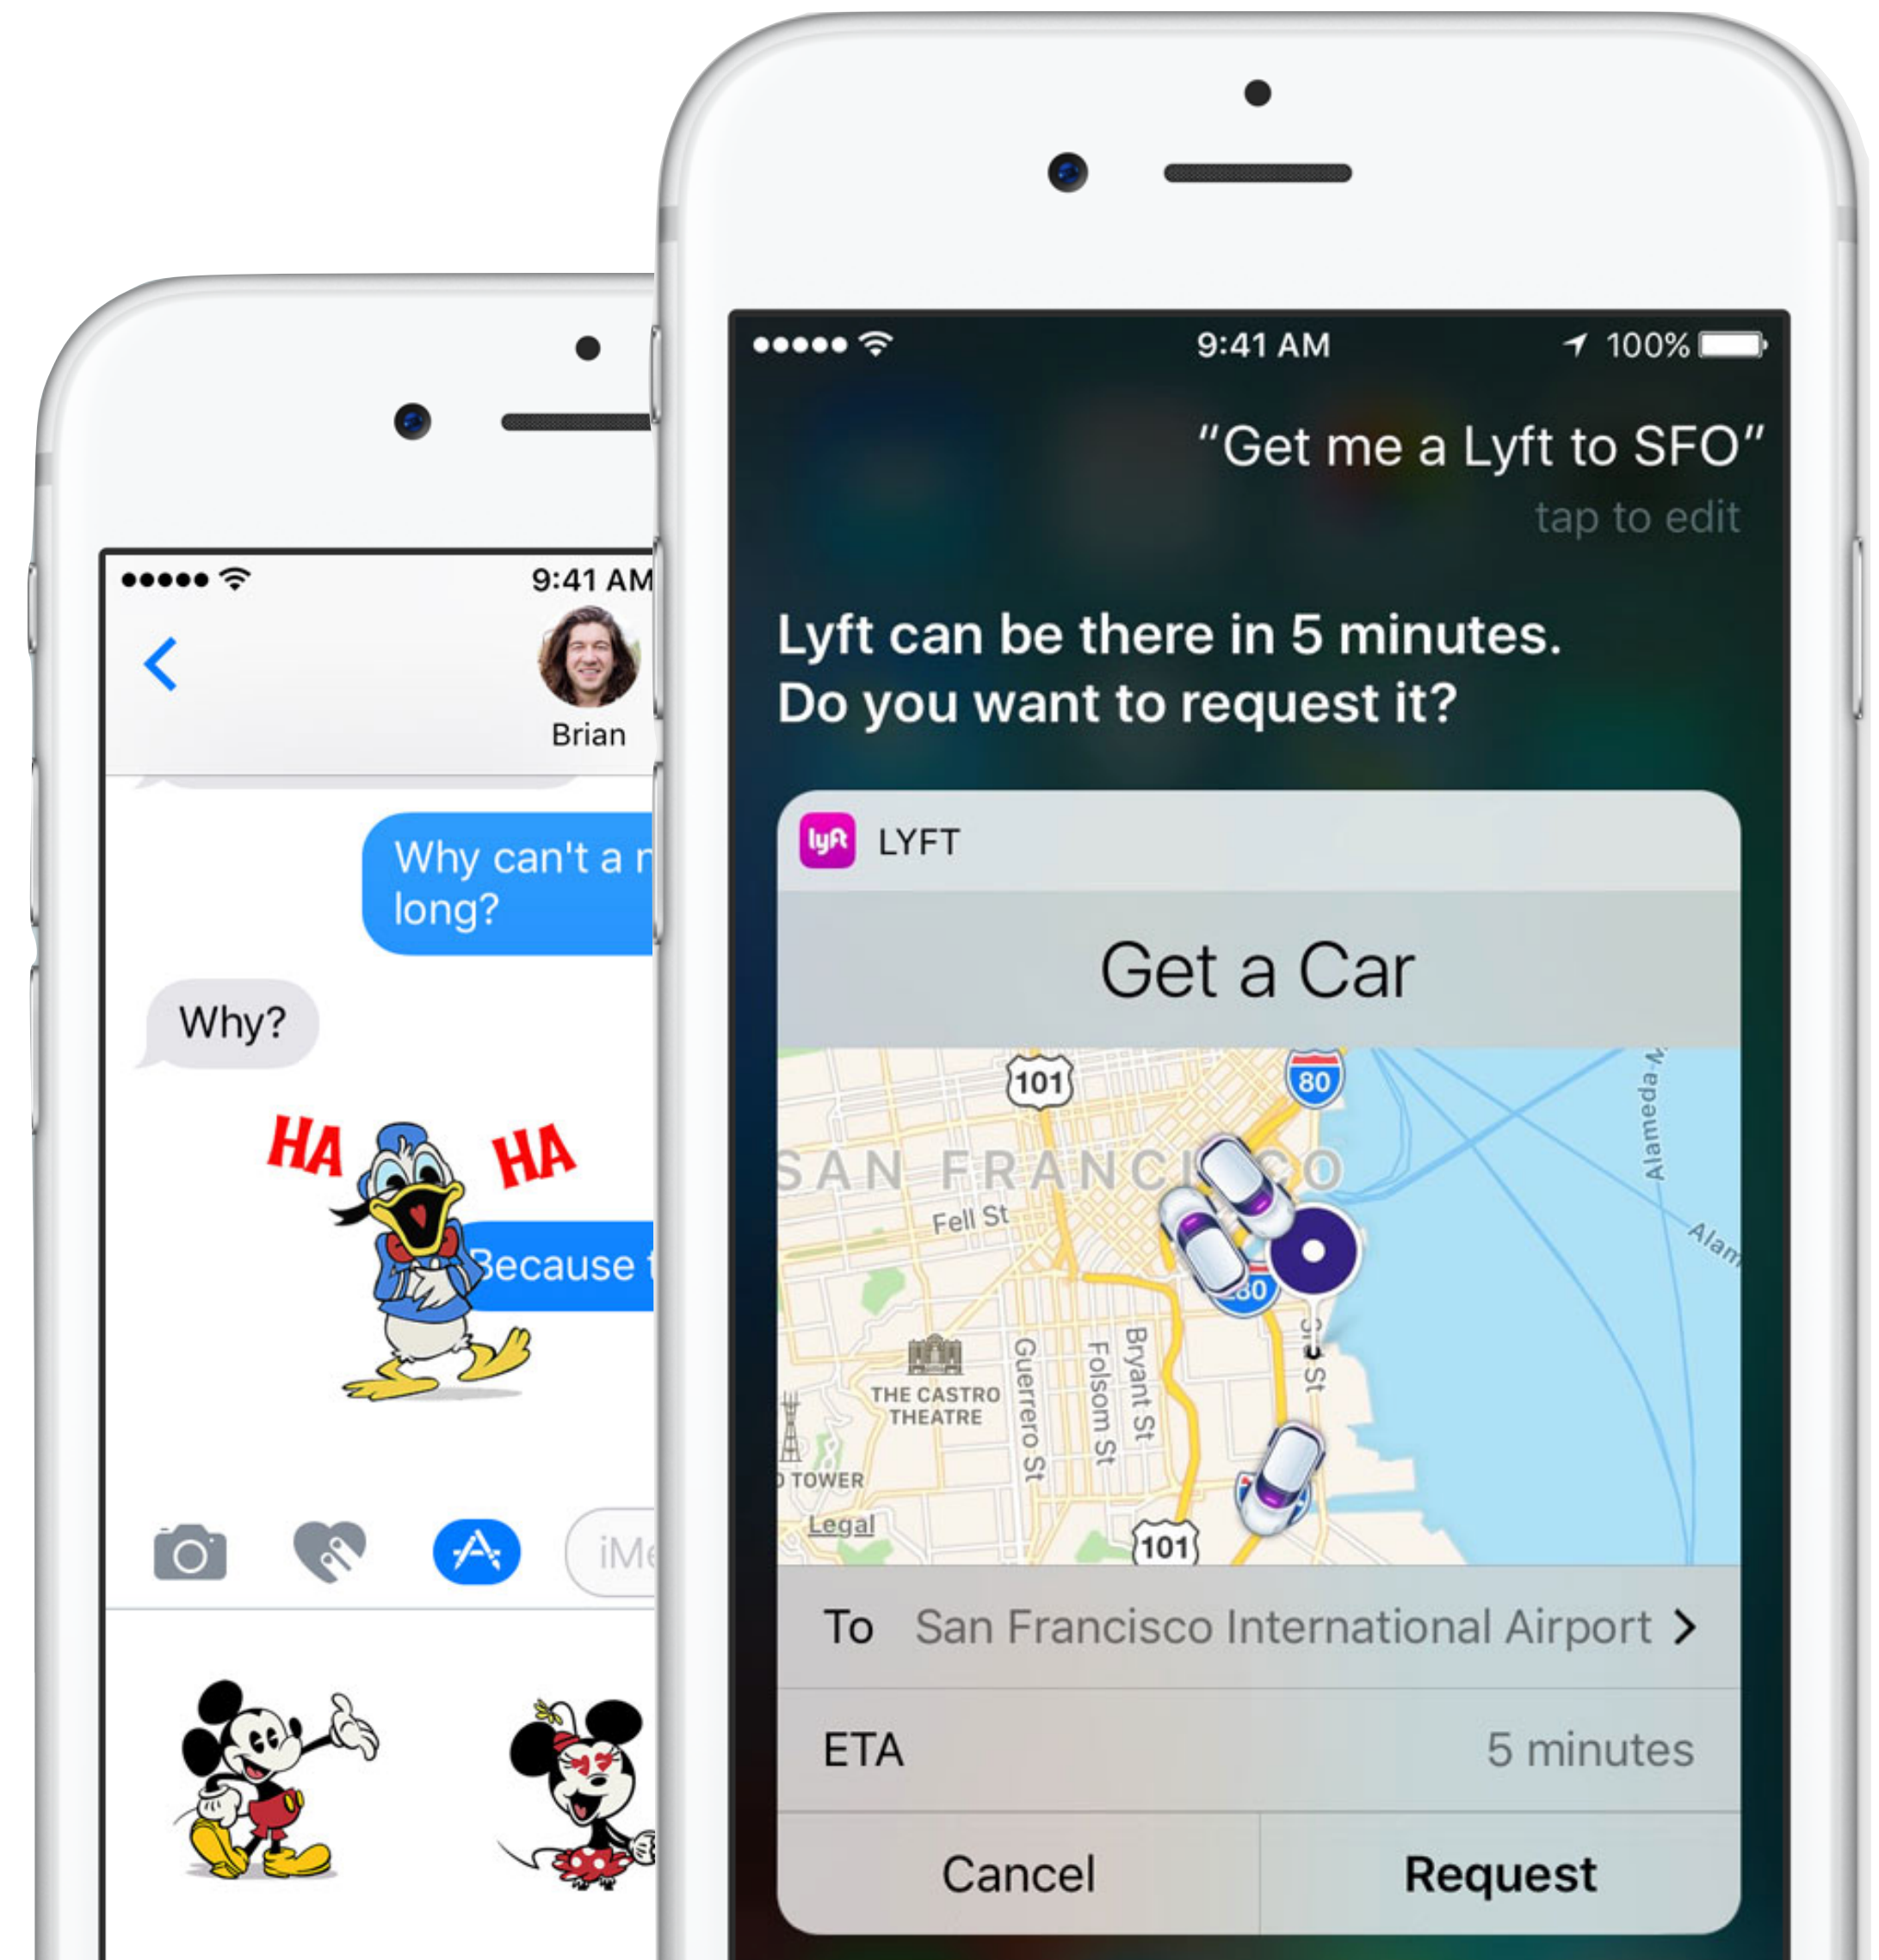 9:41 AM
Brian
Why can't a
long?
Why?
HA HA
Because
9:41 AM
100%
“Get me a Lyft to SFO”
tap to edit
Lyft can be there in 5 minutes.
Do you want to request it?
lyft LYFT
Get a Car
101
80
SAN FRANCISCO
Fell St
Alameda
THE CASTRO
THEATRE
Guerrero St
Folsom St
Bryant St
St
TOWER
Legal
101
To San Francisco International Airport
ETA 5 minutes
Cancel Request